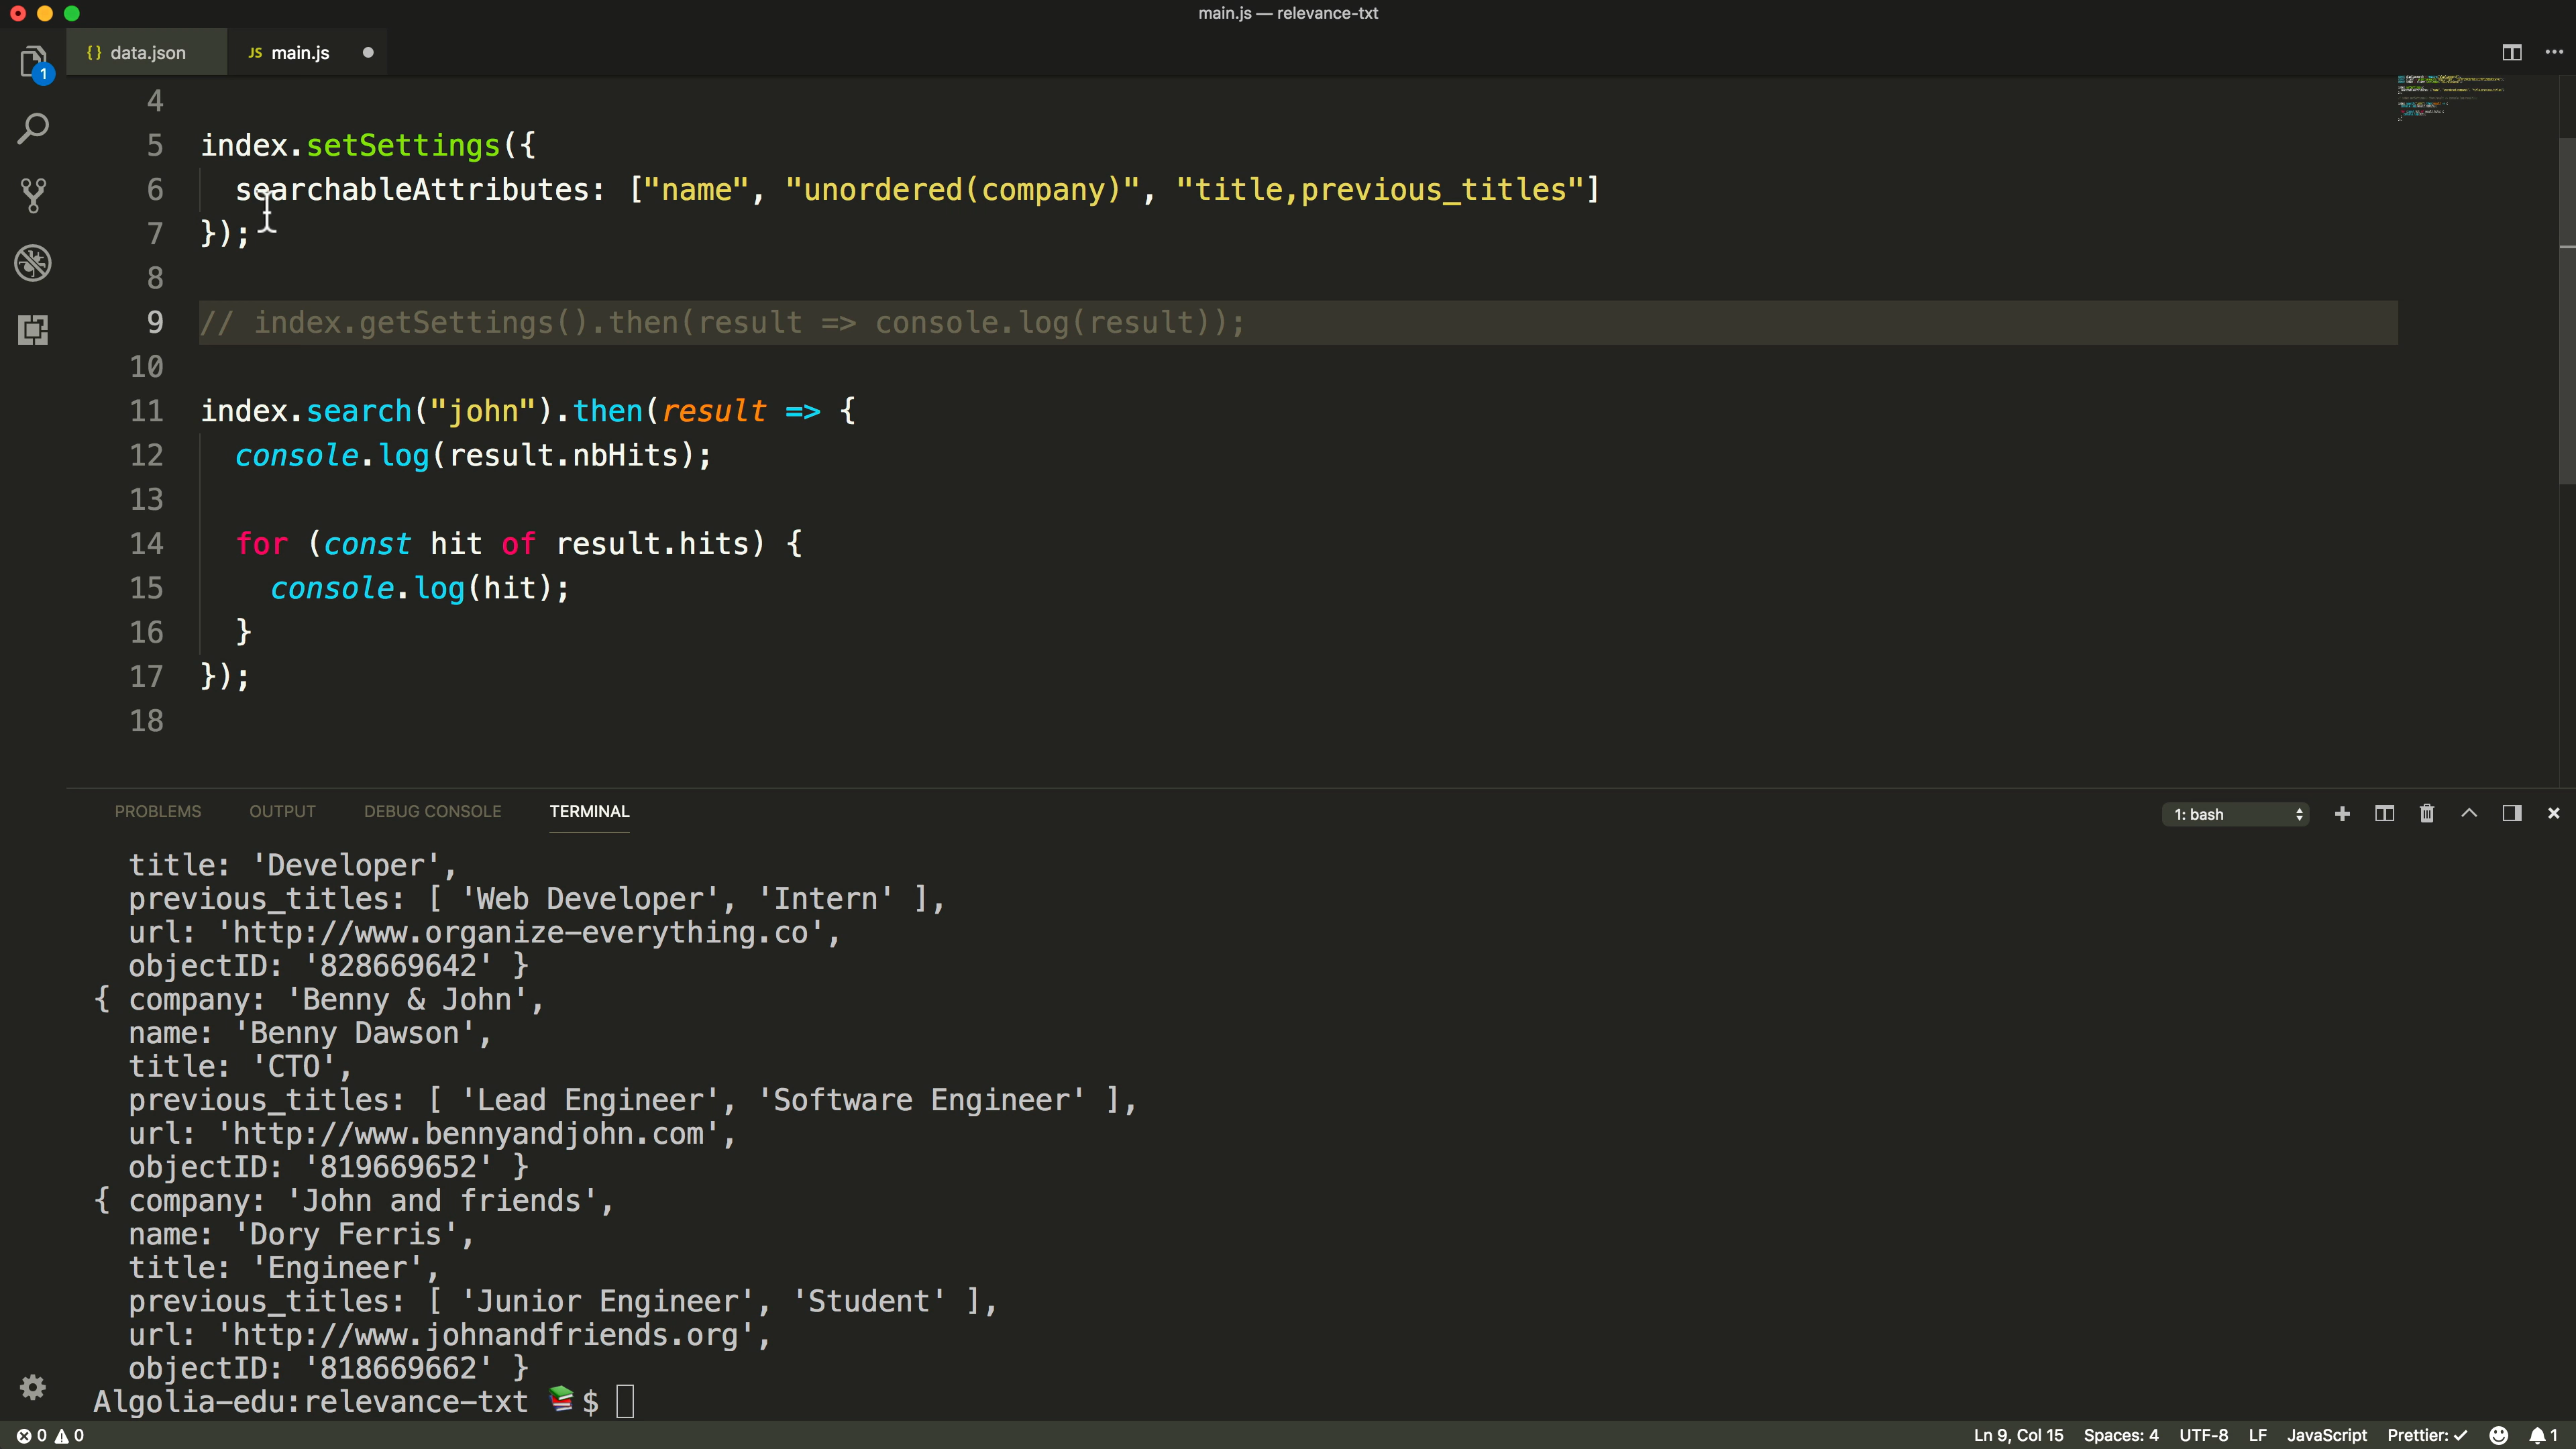 main.js — relevance-txt
{} data.json
JS main.js
1
4
5 index.setSettings({
6 searchableAttributes: ["name", "unordered(company)", "title,previous_titles"]
7 });
8
9 // index.getSettings().then(result => console.log(result));
10
11 index.search("john").then(result => {
12 console.log(result.nbHits);
13
14 for (const hit of result.hits) {
15 console.log(hit);
16 }
17 });
18
PROBLEMS OUTPUT DEBUG CONSOLE TERMINAL 1: bash
title: 'Developer',
previous_titles: [ 'Web Developer', 'Intern' ],
url: 'http://www.organize-everything.co',
objectID: '828669642' }
{ company: 'Benny & John',
name: 'Benny Dawson',
title: 'CTO',
previous_titles: [ 'Lead Engineer', 'Software Engineer' ],
url: 'http://www.bennyandjohn.com',
objectID: '819669652' }
{ company: 'John and friends',
name: 'Dory Ferris',
title: 'Engineer',
previous_titles: [ 'Junior Engineer', 'Student' ],
url: 'http://www.johnandfriends.org',
objectID: '818669662' }
Algolia-edu:relevance-txt 📚$
0 0 Ln 9, Col 15 Spaces: 4 UTF-8 LF JavaScript Prettier: ✓ 1